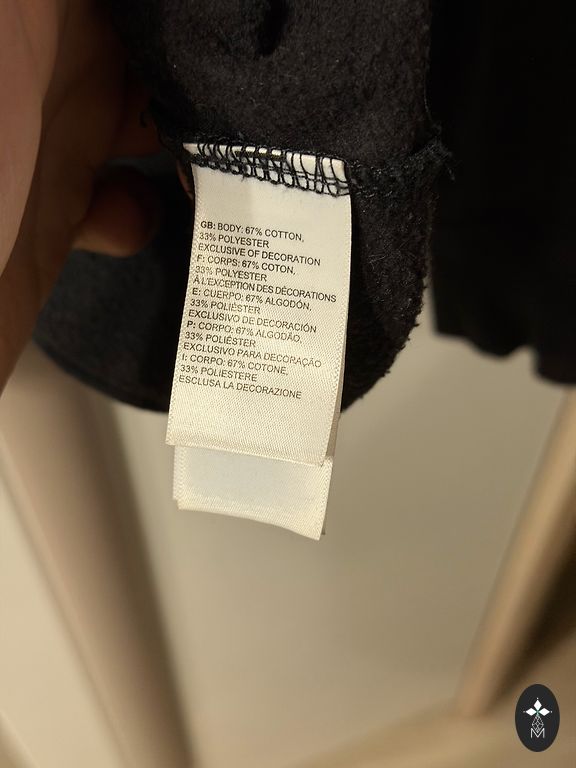 GB: BODY: 67% COTTON,
33% POLYESTER
EXCLUSIVE OF DECORATION
F: CORPS: 67% COTON,
33% POLYESTER
À L'EXCEPTION DES DÉCORATIONS
E: CUERPO: 67% ALGODÓN,
33% POLIÉSTER
EXCLUSIVO DE DECORACIÓN
P: CORPO: 67% ALGODÃO,
33% POLIÉSTER
EXCLUSIVO PARA DECORAÇÃO
I: CORPO: 67% COTONE,
33% POLIESTERE
ESCLUSA LA DECORAZIONE
M